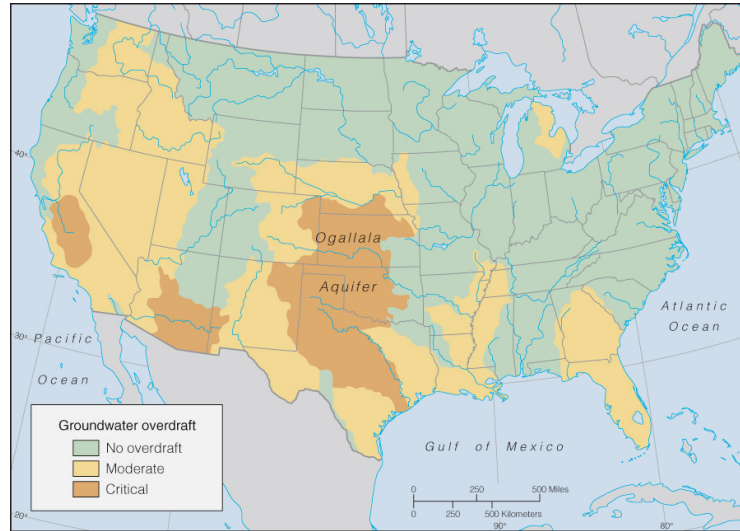 40°
30°
20°
Pacific
Ocean
Ogallala
Aquifer
Atlantic
Ocean
Gulf of Mexico
Groundwater overdraft
No overdraft
Moderate
Critical
0 250 500 Miles
0 250 500 Kilometers
90°
80°